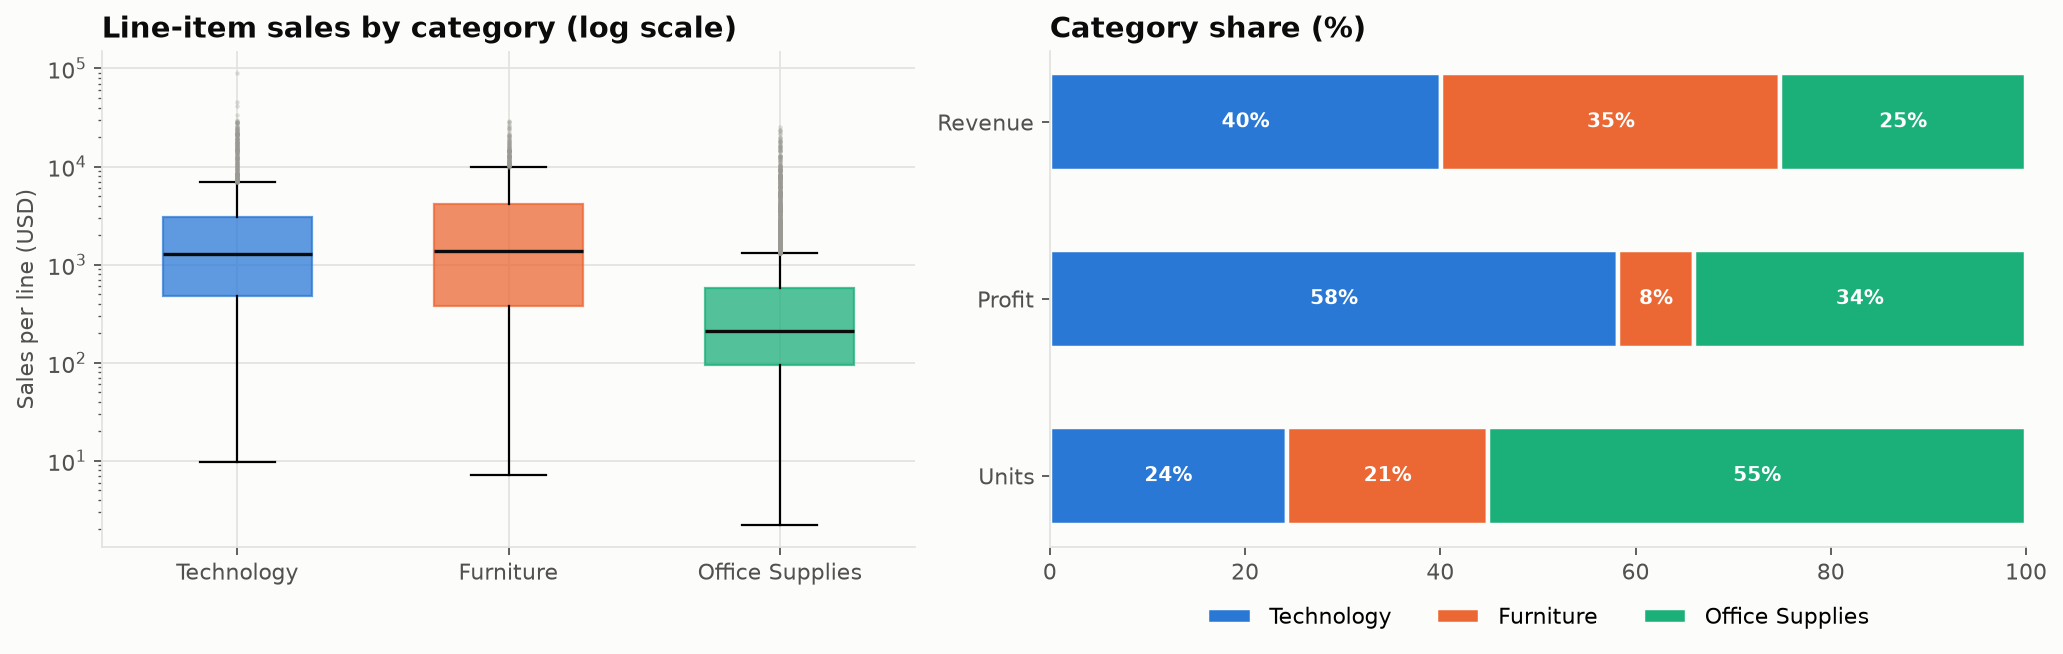 Line-item sales by category (log scale)
Sales per line (USD)
10^5
10^4
10^3
10^2
10^1
Technology Furniture Office Supplies
Category share (%)
Revenue 40% 35% 25%
Profit 58% 8% 34%
Units 24% 21% 55%
0 20 40 60 80 100
Technology Furniture Office Supplies